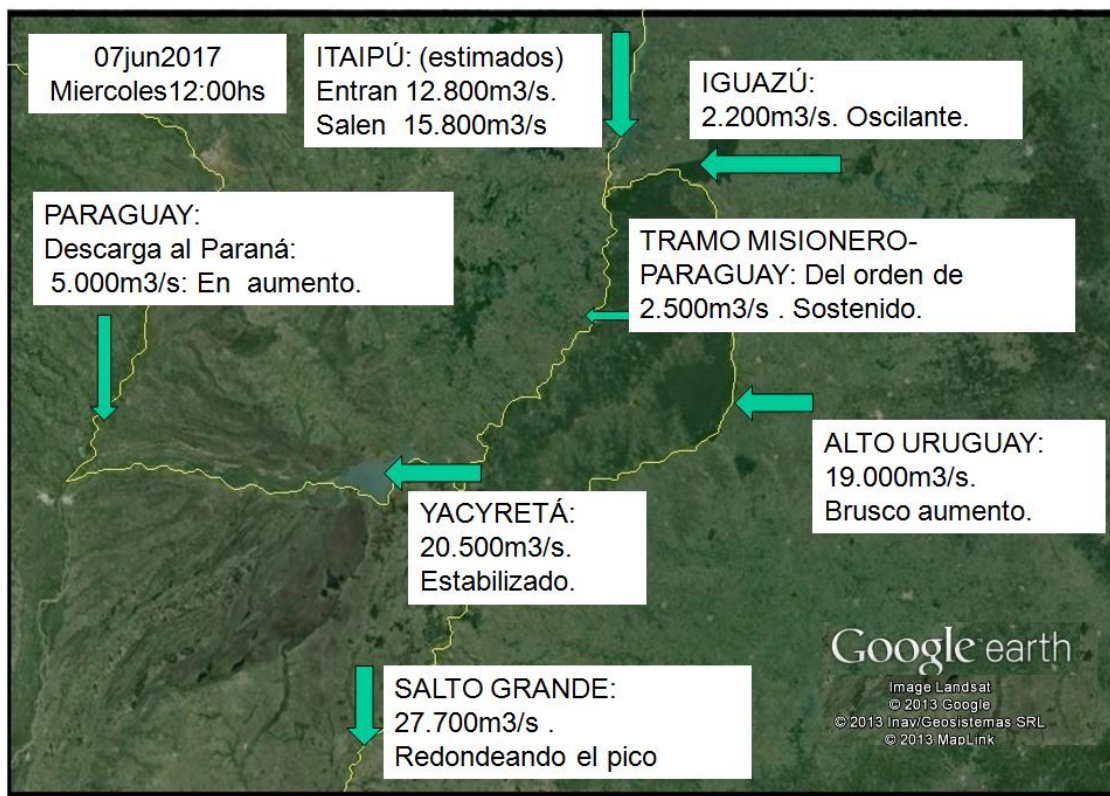 07jun2017
Miercoles12:00hs
ITAIPÚ: (estimados)
Entran 12.800m3/s.
Salen 15.800m3/s
IGUAZÚ:
2.200m3/s. Oscilante.
PARAGUAY:
Descarga al Paraná:
5.000m3/s: En aumento.
TRAMO MISIONERO-
PARAGUAY: Del orden de
2.500m3/s . Sostenido.
ALTO URUGUAY:
19.000m3/s.
Brusco aumento.
YACYRETÁ:
20.500m3/s.
Estabilizado.
SALTO GRANDE:
27.700m3/s .
Redondeando el pico
Google earth
Image Landsat
© 2013 Google
© 2013 Inav/Geosistemas SRL
© 2013 MapLink